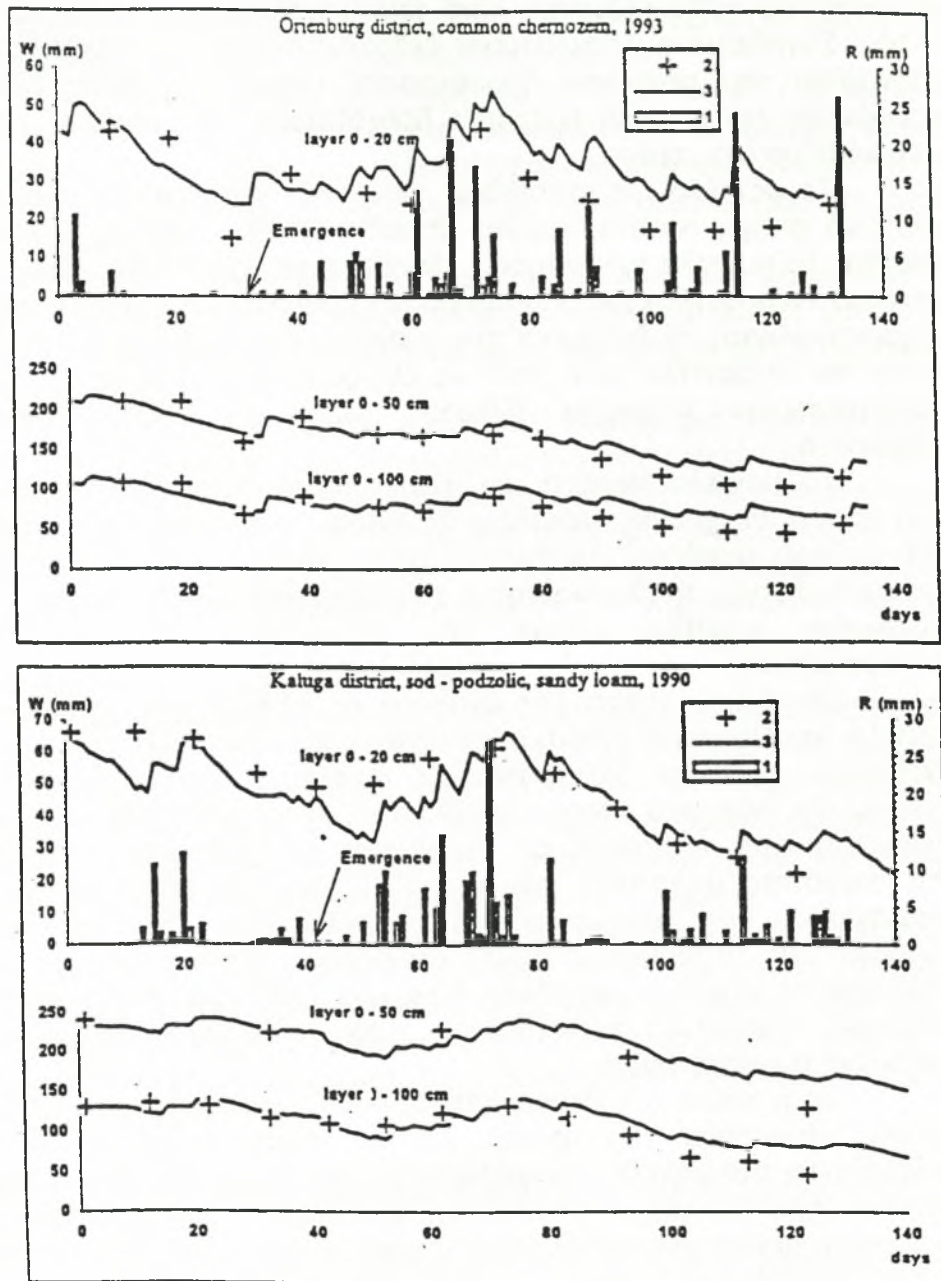 Orienburg district, common chernozem, 1993
W (mm)
R (mm)
60
50
40
30
20
10
0
30
25
20
15
10
5
0
2
3
1
layer 0 - 20 cm
Emergence
0 20 40 60 80 100 120 140
250
200
150
100
50
0
layer 0 - 50 cm
layer 0 - 100 cm
0 20 40 60 80 100 120 140
days
Kaluga district, sod - podzolic, sandy loam, 1990
W (mm)
R (mm)
70
60
50
40
30
20
10
0
30
25
20
15
10
5
0
2
3
1
layer 0 - 20 cm
Emergence
0 20 40 60 80 100 120 140
250
200
150
100
50
0
layer 0 - 50 cm
layer ) - 100 cm
0 20 40 60 80 100 120 140
days